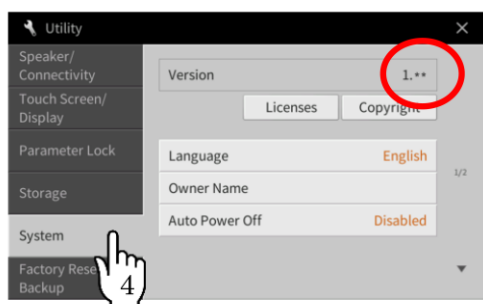 Utility
Speaker/
Connectivity
Touch Screen/
Display
Parameter Lock
Storage
System
Factory Rese
Backup
Version 1.**
Licenses Copyright
Language English
Owner Name
Auto Power Off Disabled
1/2
4